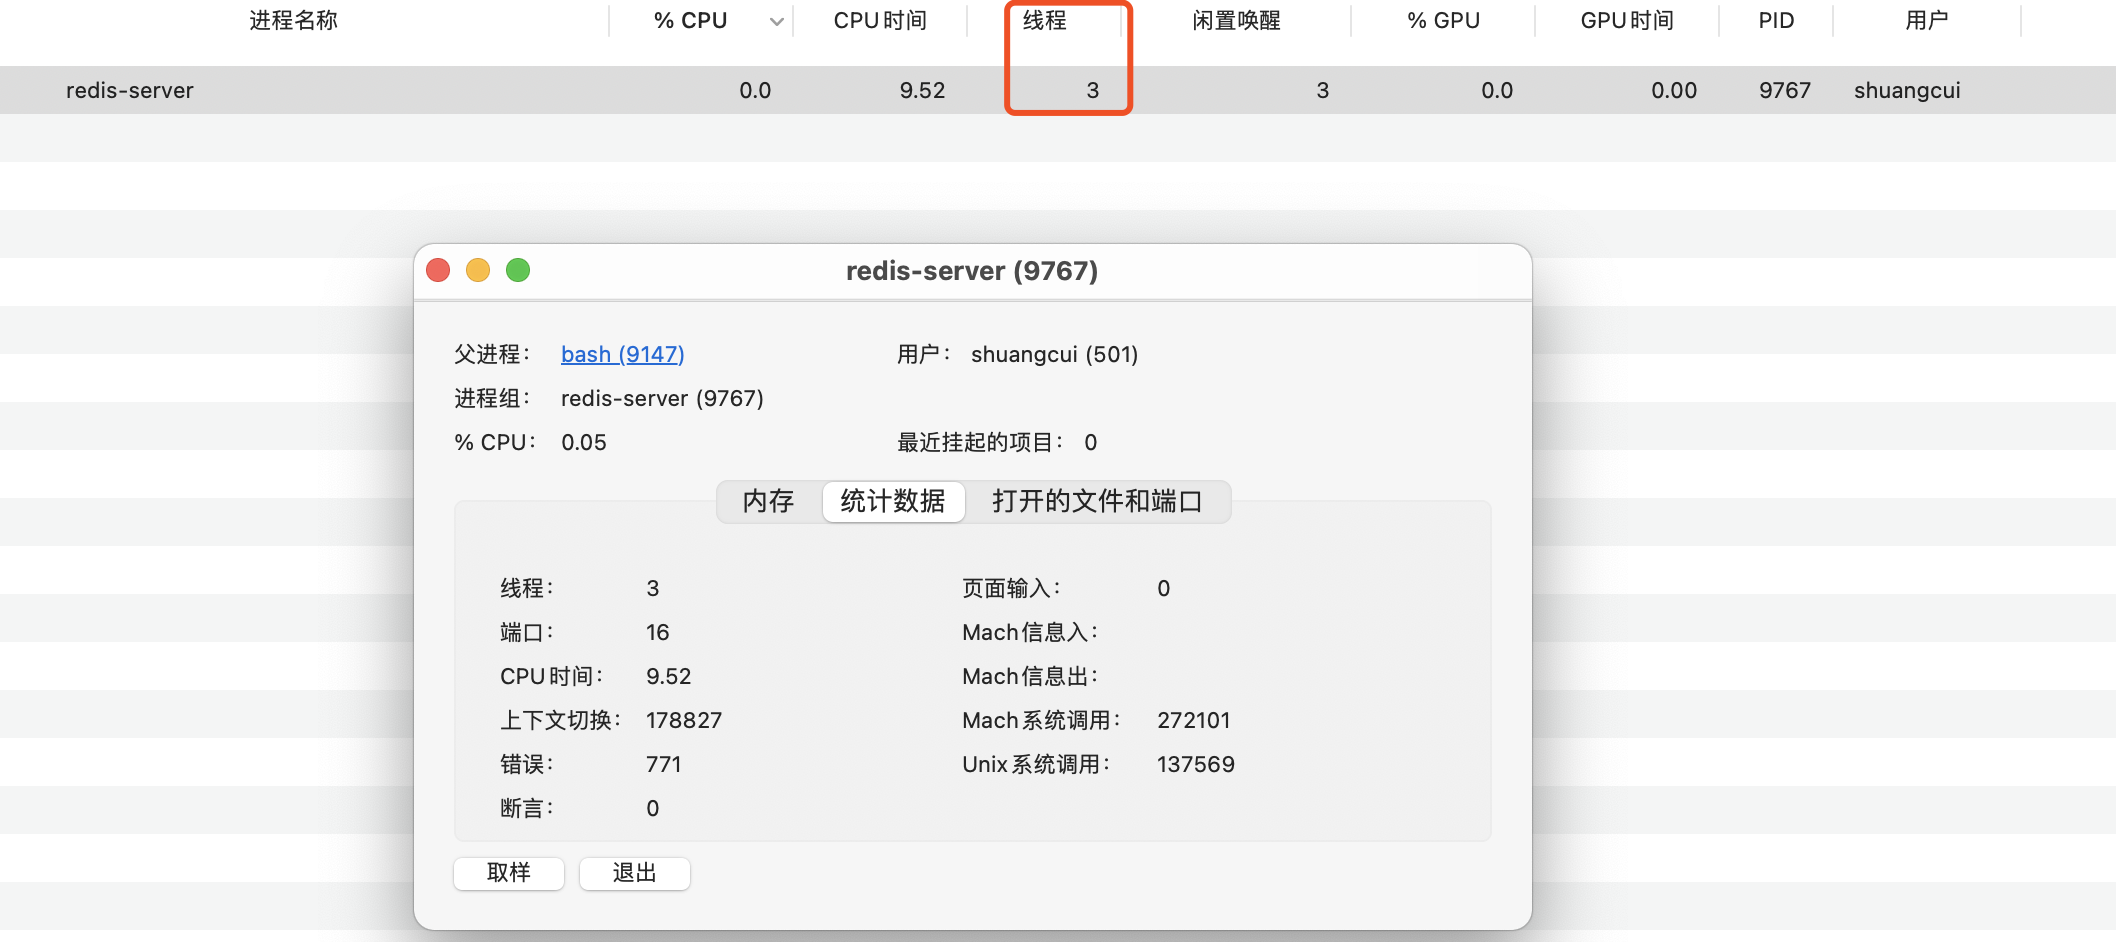 进程名称 % CPU CPU时间 线程 闲置唤醒 % GPU GPU时间 PID 用户
redis-server 0.0 9.52 3 3 0.0 0.00 9767 shuangcui
redis-server (9767)
父进程： bash (9147) 用户： shuangcui (501)
进程组： redis-server (9767)
% CPU： 0.05 最近挂起的项目： 0
内存 统计数据 打开的文件和端口
线程： 3 页面输入： 0
端口： 16 Mach信息入：
CPU时间： 9.52 Mach信息出：
上下文切换： 178827 Mach系统调用： 272101
错误： 771 Unix系统调用： 137569
断言： 0
取样 退出